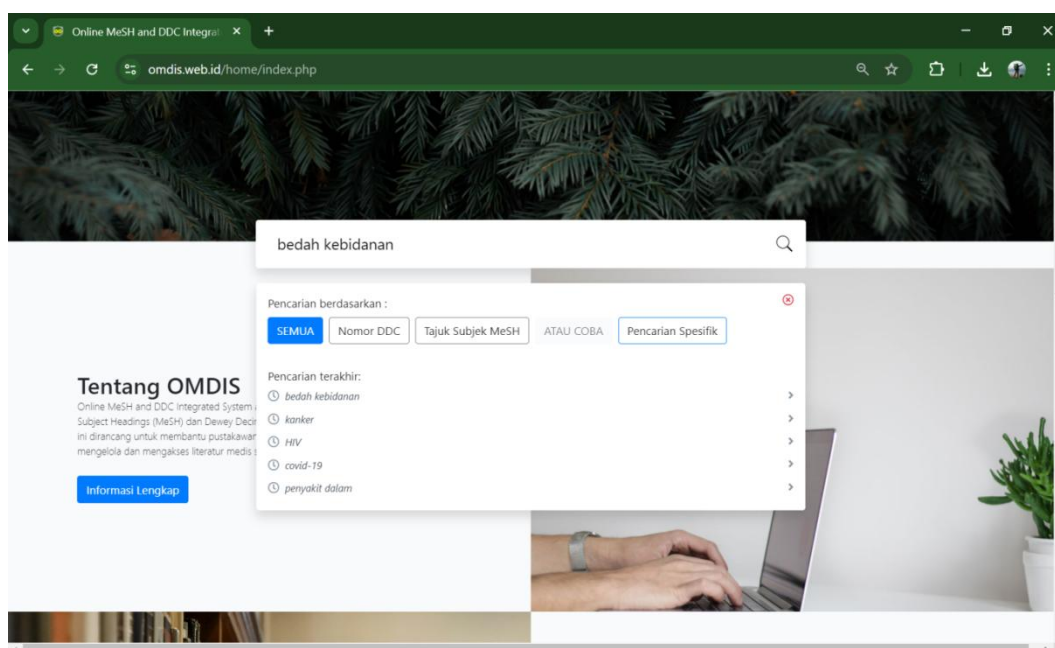 Online MeSH and DDC Integrat
omdis.web.id/home/index.php
bedah kebidanan
Pencarian berdasarkan :
SEMUA Nomor DDC Tajuk Subjek MeSH ATAU COBA Pencarian Spesifik
Pencarian terakhir:
bedah kebidanan
kanker
HIV
covid-19
penyakit dalam
Tentang OMDIS
Online MeSH and DDC Integrated System
Subject Headings (MeSH) dan Dewey Deci
ini dirancang untuk membantu pustakawan
mengelola dan mengakses literatur medis
Informasi Lengkap